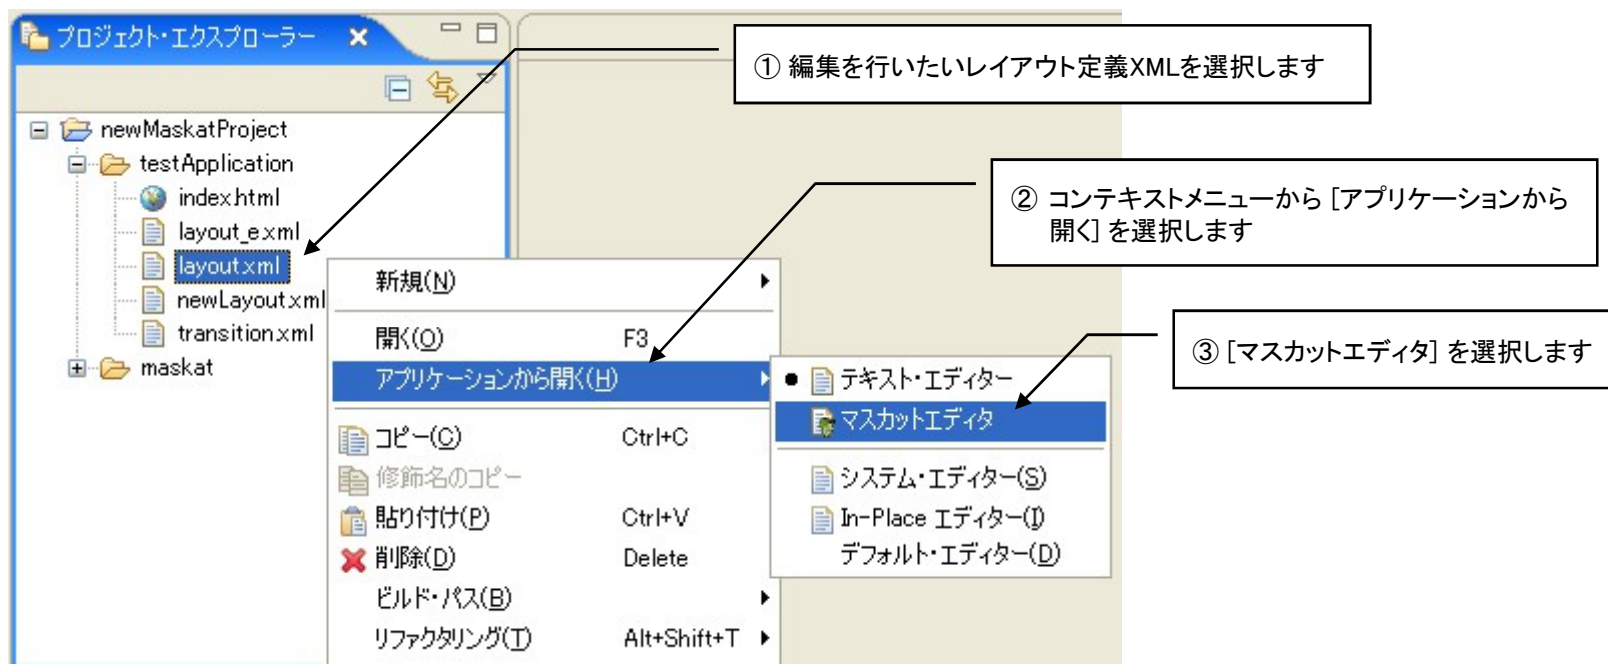 プロジェクト・エクスプローラー
① 編集を行いたいレイアウト定義XMLを選択します
newMaskatProject
testApplication
index.html
layout_e.xml
layout.xml
newLayout.xml
transition.xml
maskat
② コンテキストメニューから [アプリケーションから
開く] を選択します
新規(N)
開く(O) F3
アプリケーションから開く(H)
コピー(C) Ctrl+C
修飾名のコピー
貼り付け(P) Ctrl+V
削除(D) Delete
ビルド・パス(B)
リファクタリング(T) Alt+Shift+T
③ [マスカットエディタ] を選択します
テキスト・エディター
マスカットエディタ
システム・エディター(S)
In-Place エディター(I)
デフォルト・エディター(D)